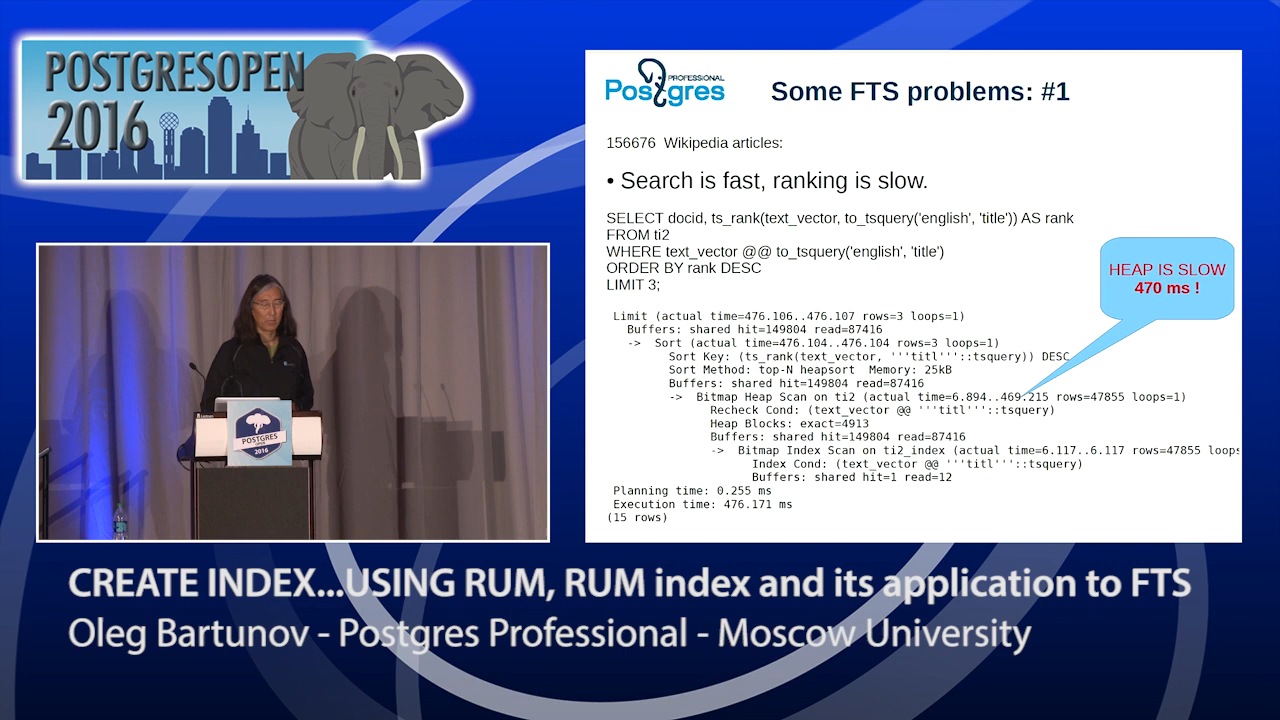 POSTGRESOPEN
2016
PROFESSIONAL
Postgres
Some FTS problems: #1
156676 Wikipedia articles:
• Search is fast, ranking is slow.
SELECT docid, ts_rank(text_vector, to_tsquery('english', 'title')) AS rank
FROM ti2
WHERE text_vector @@ to_tsquery('english', 'title')
ORDER BY rank DESC
LIMIT 3;
HEAP IS SLOW
470 ms !
Limit (actual time=476.106..476.107 rows=3 loops=1)
Buffers: shared hit=149804 read=87416
-> Sort (actual time=476.104..476.104 rows=3 loops=1)
Sort Key: (ts_rank(text_vector, '''titl'''::tsquery)) DESC
Sort Method: top-N heapsort Memory: 25kB
Buffers: shared hit=149804 read=87416
-> Bitmap Heap Scan on ti2 (actual time=6.894..469.215 rows=47855 loops=1)
Recheck Cond: (text_vector @@ '''titl'''::tsquery)
Heap Blocks: exact=4913
Buffers: shared hit=149804 read=87416
-> Bitmap Index Scan on ti2_index (actual time=6.117..6.117 rows=47855 loops
Index Cond: (text_vector @@ '''titl'''::tsquery)
Buffers: shared hit=1 read=12
Planning time: 0.255 ms
Execution time: 476.171 ms
(15 rows)
POSTGRES
OPEN
2016
CREATE INDEX...USING RUM, RUM index and its application to FTS
Oleg Bartunov - Postgres Professional - Moscow University